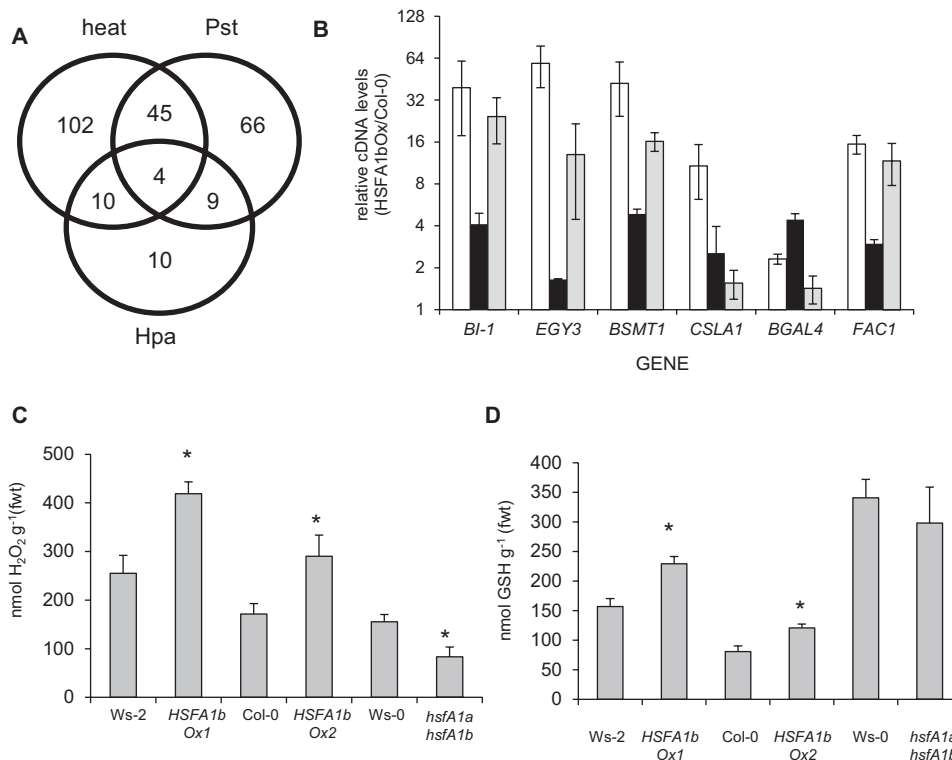 A
heat
Pst
102
45
66
4
10
9
10
Hpa
B
relative cDNA levels
(HSFA1bOx/Col-0)
128
64
32
16
8
4
2
1
BI-1 EGY3 BSMT1 CSLA1 BGAL4 FAC1
GENE
C
nmol H₂O₂ g⁻¹(fwt)
500
400
300
200
100
0
*
*
*
Ws-2 HSFA1b Col-0 HSFA1b Ws-0 hsfA1a
Ox1 Ox2 hsfA1b
D
nmol GSH g⁻¹ (fwt)
400
350
300
250
200
150
100
50
0
*
*
Ws-2 HSFA1b Col-0 HSFA1b Ws-0 hsfA1a
Ox1 Ox2 hsfA1b